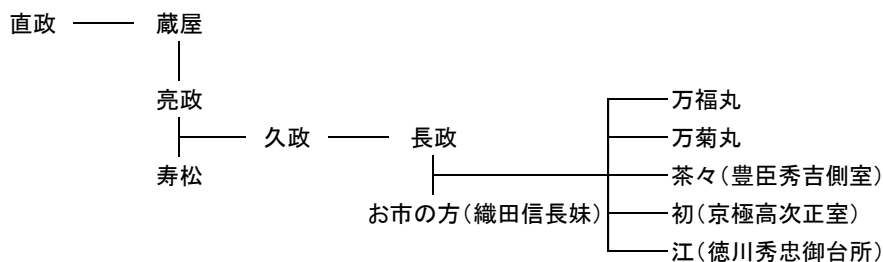 直政
蔵屋
亮政
寿松
久政
長政
お市の方（織田信長妹）
万福丸
万菊丸
茶々（豊臣秀吉側室）
初（京極高次正室）
江（徳川秀忠御台所）